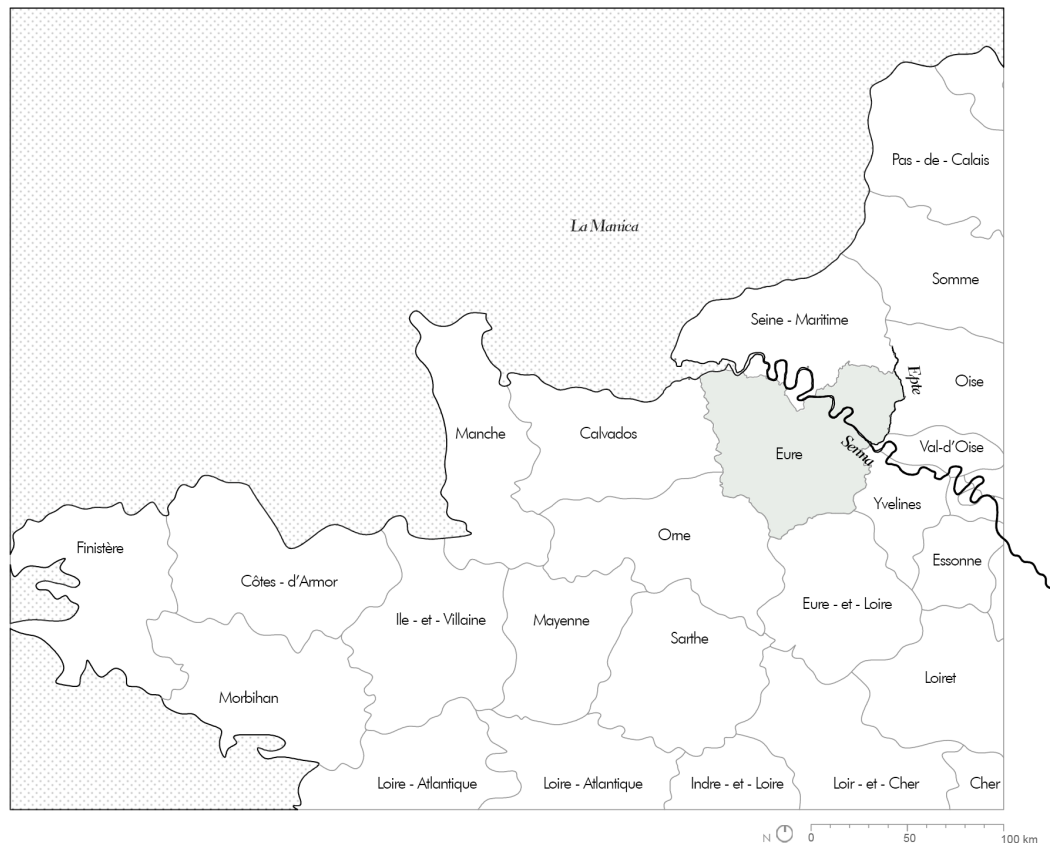 Pas - de - Calais
La Manica
Somme
Seine - Maritime
Epte
Oise
Manche
Calvados
Eure
Senna
Val-d'Oise
Yvelines
Orne
Finistère
Essonne
Côtes - d'Armor
Eure - et - Loire
Ile - et - Villaine
Mayenne
Sarthe
Loiret
Morbihan
Loire - Atlantique
Loire - Atlantique
Indre - et - Loire
Loir - et - Cher
Cher
N
0
50
100 km